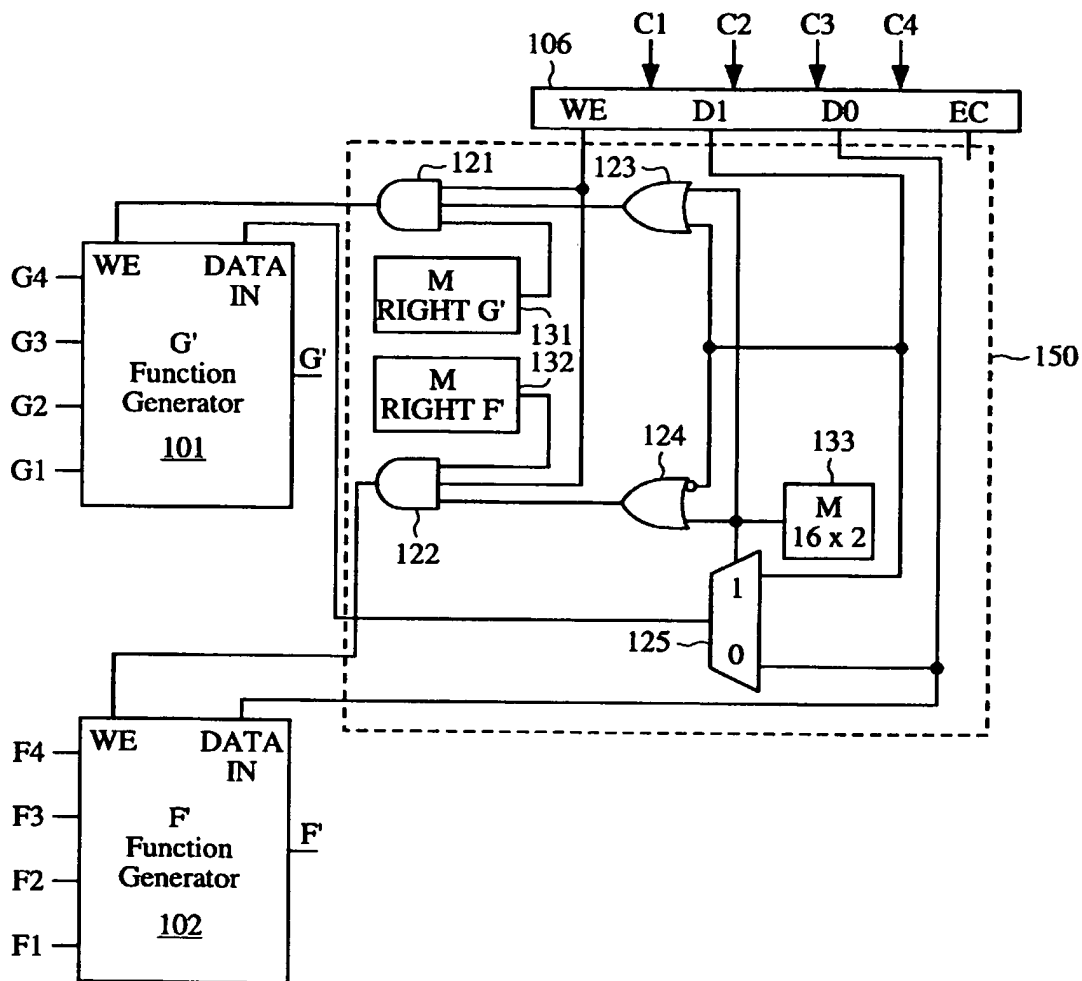 C1 C2 C3 C4
106
WE D1 D0 EC
121
123
WE DATA IN
G4
G3
G2
G1
G'
Function
Generator
101
G'
M
RIGHT G'
131
132
M
RIGHT F'
150
124
133
M
16 x 2
122
1
125
0
WE DATA IN
F4
F3
F2
F1
F'
Function
Generator
102
F'